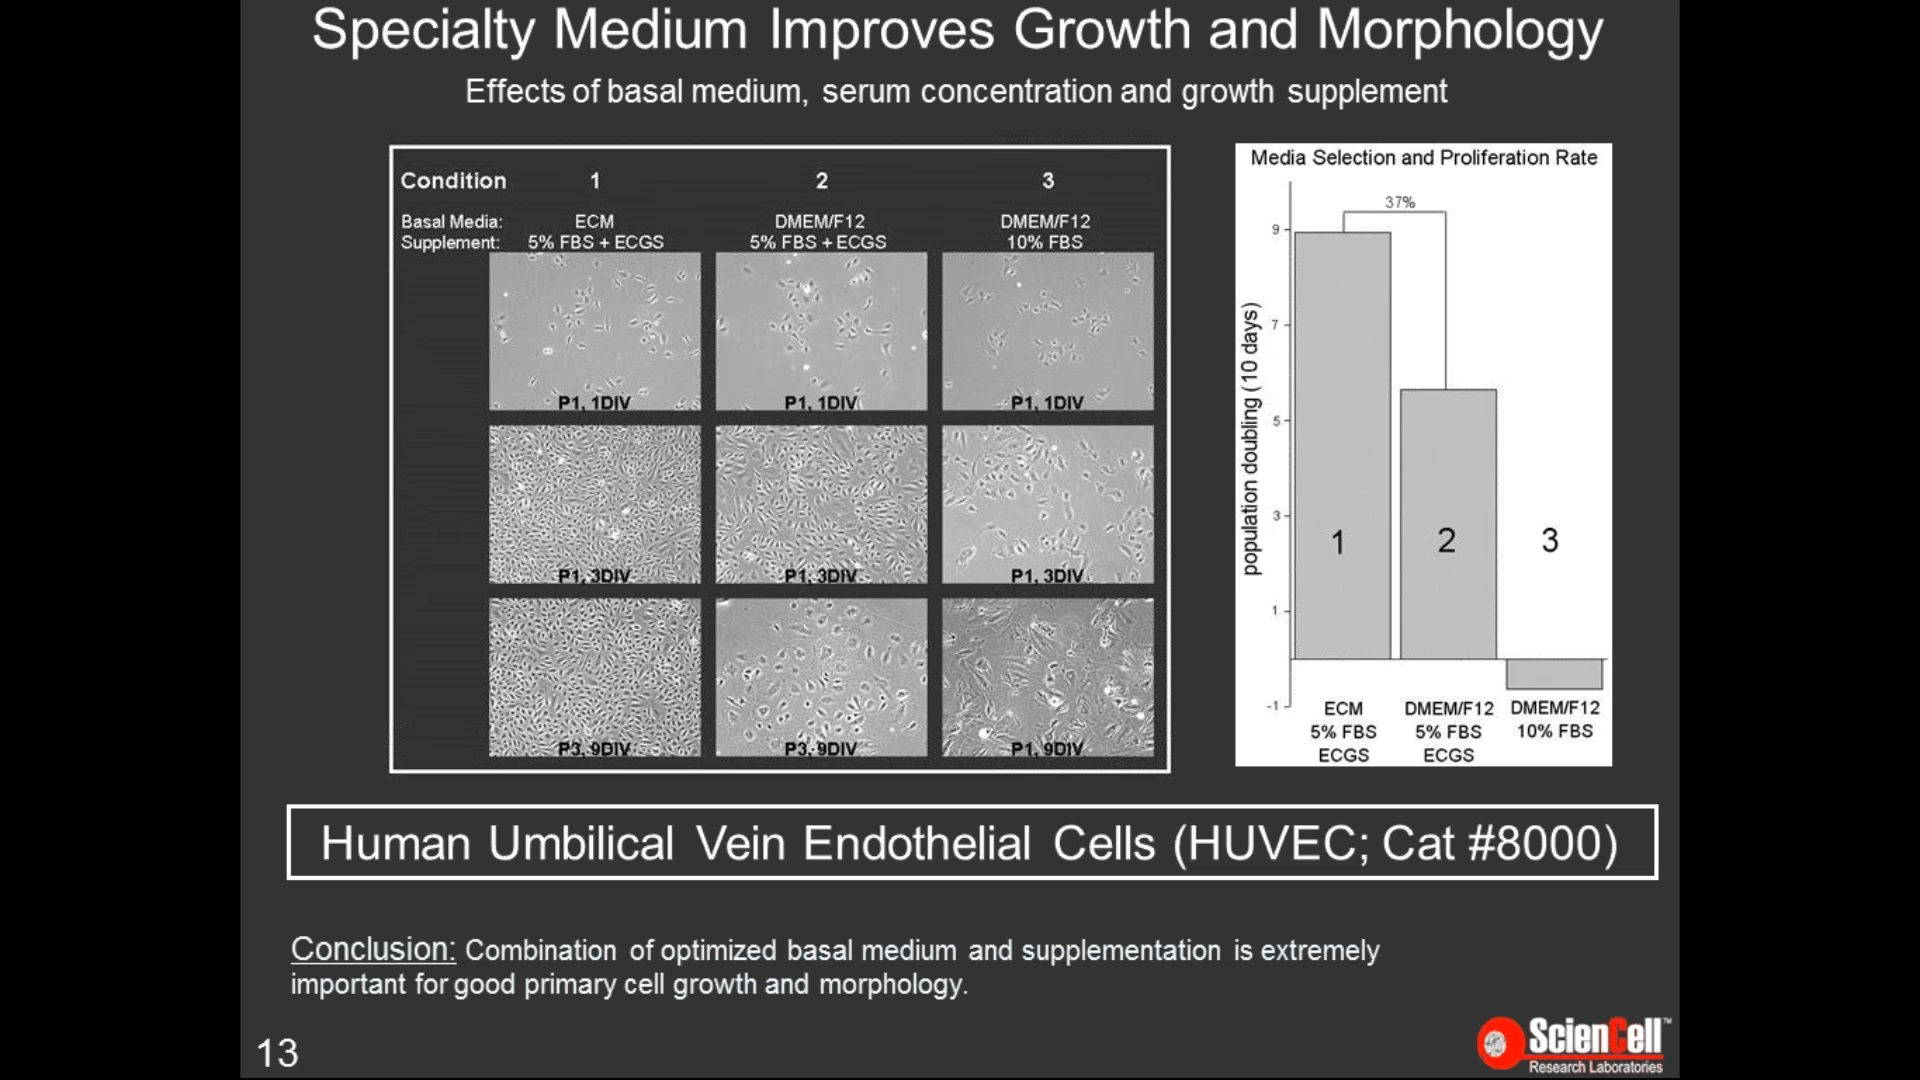 Specialty Medium Improves Growth and Morphology
Effects of basal medium, serum concentration and growth supplement
Condition 1 2 3
Basal Media: ECM DMEM/F12 DMEM/F12
Supplement: 5% FBS + ECGS 5% FBS + ECGS 10% FBS
P1, 1DIV P1, 1DIV P1, 1DIV
P1, 3DIV P1, 3DIV P1, 3DIV
P3, 9DIV P3, 9DIV P1, 9DIV
Media Selection and Proliferation Rate
37%
population doubling (10 days)
9
7
5
3
1
-1
1 2 3
ECM DMEM/F12 DMEM/F12
5% FBS 5% FBS 10% FBS
ECGS ECGS
Human Umbilical Vein Endothelial Cells (HUVEC; Cat #8000)
Conclusion: Combination of optimized basal medium and supplementation is extremely
important for good primary cell growth and morphology.
13
ScienCell™
Research Laboratories